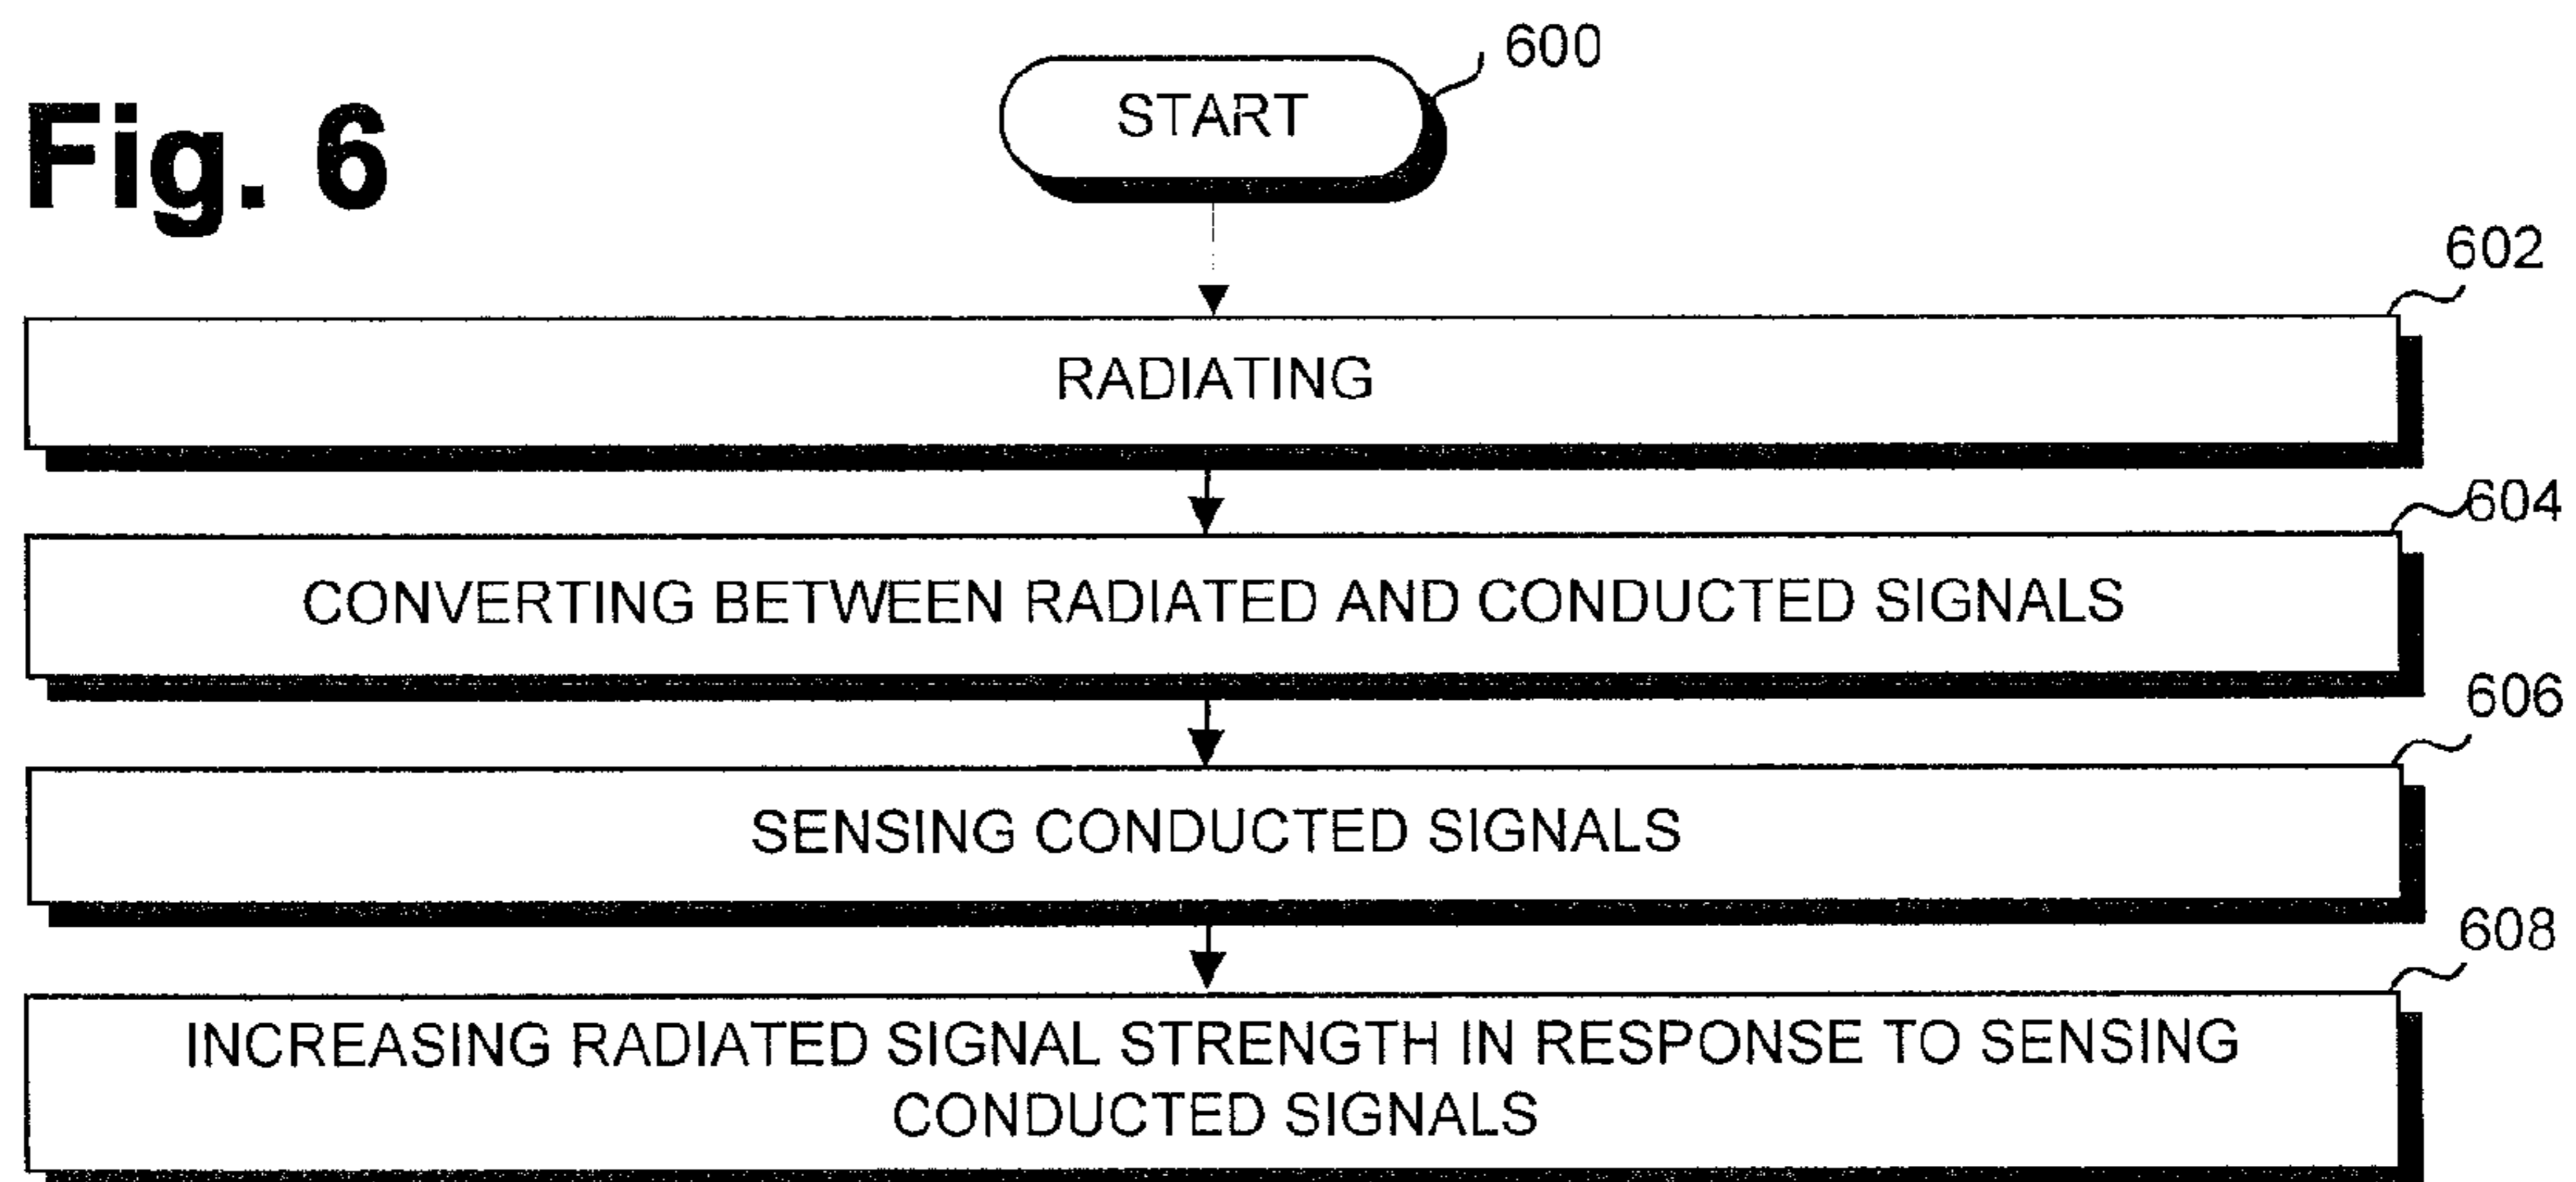 Fig. 6
START
600
602
RADIATING
604
CONVERTING BETWEEN RADIATED AND CONDUCTED SIGNALS
606
SENSING CONDUCTED SIGNALS
608
INCREASING RADIATED SIGNAL STRENGTH IN RESPONSE TO SENSING
CONDUCTED SIGNALS